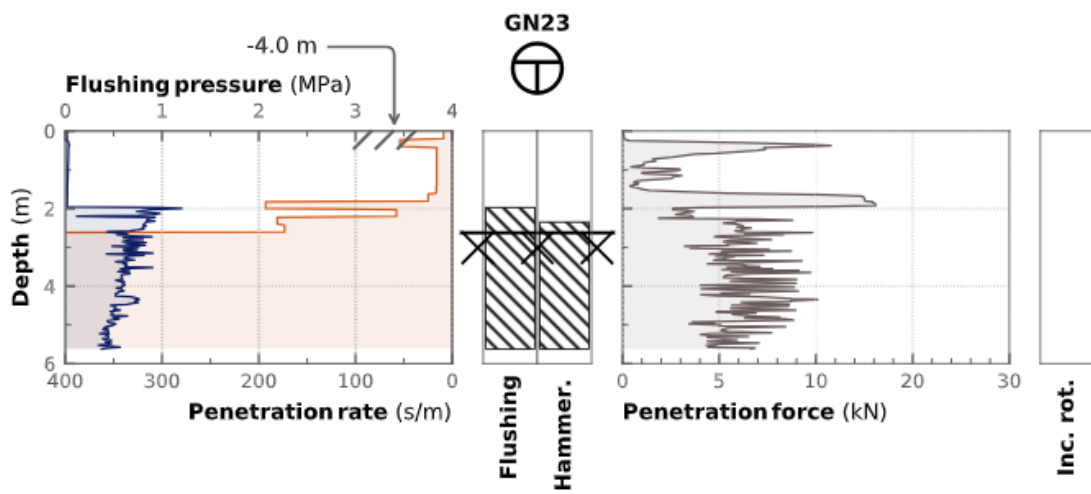 GN23
-4.0 m
Flushing pressure (MPa)
0 1 2 3 4
0 2 4 6
Depth (m)
400 300 200 100 0
Penetration rate (s/m)
Flushing
Hammer.
0 5 10 20 30
Penetration force (kN)
Inc. rot.